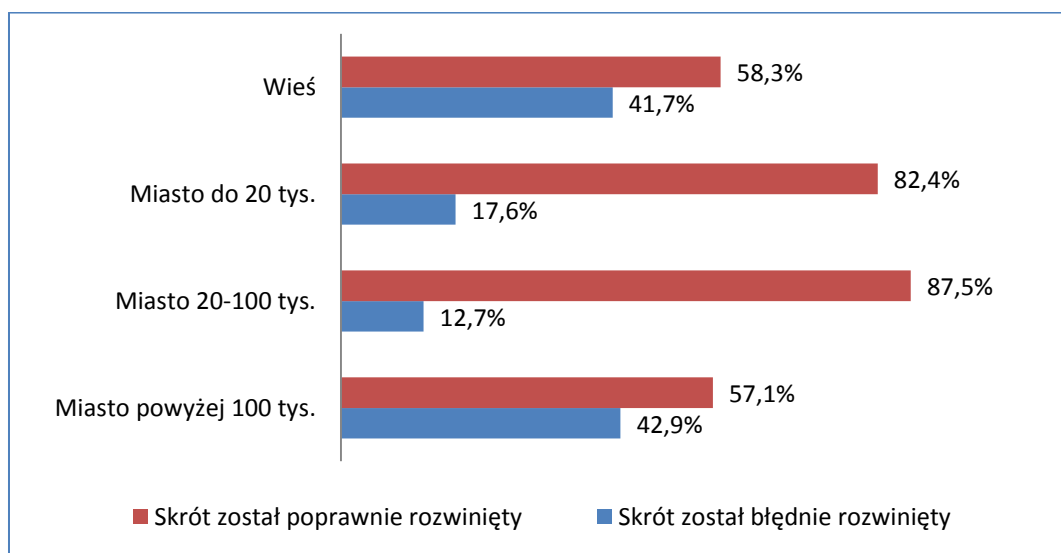 Wieś
58,3%
41,7%
Miasto do 20 tys.
82,4%
17,6%
Miasto 20-100 tys.
87,5%
12,7%
Miasto powyżej 100 tys.
57,1%
42,9%
Skrót został poprawnie rozwinięty
Skrót został błędnie rozwinięty